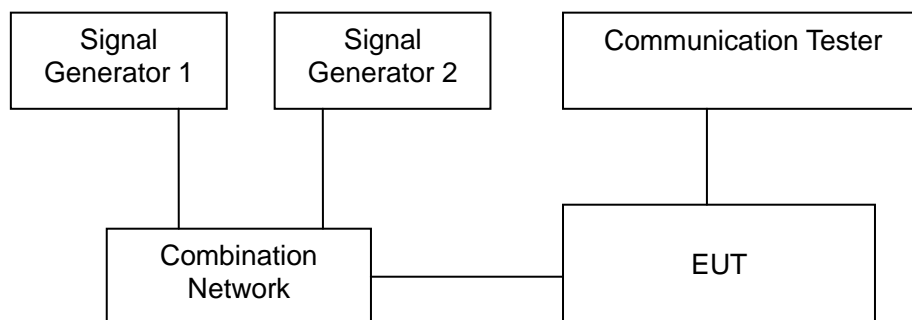 Signal
Generator 1
Signal
Generator 2
Communication Tester
Combination
Network
EUT